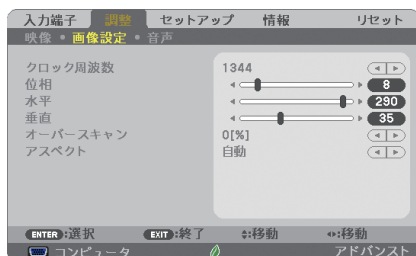 入力端子 調整 セットアップ 情報 リセット
映像 • 画像設定 • 音声
クロック周波数 1344
位相 8
水平 290
垂直 35
オーバースキャン 0[%]
アスペクト 自動
ENTER:選択 EXIT:終了 :移動 :移動
コンピュータ アドバンスト